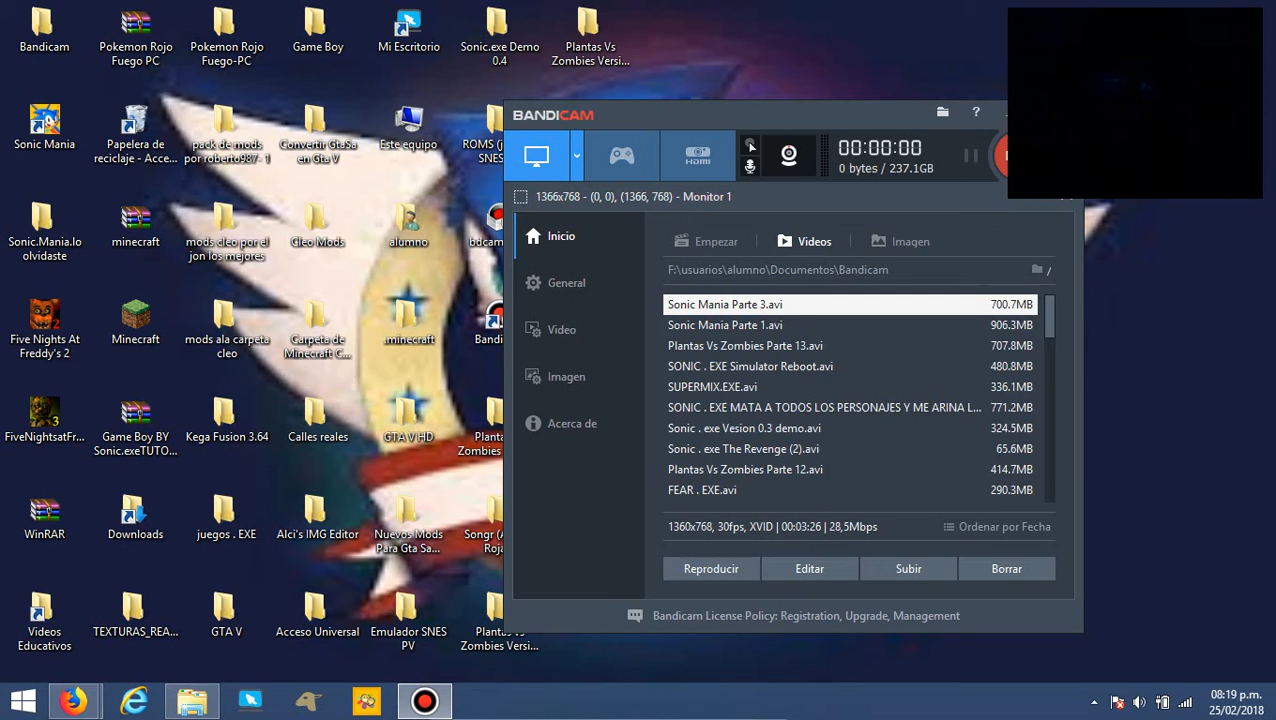 Bandicam
Pokemon Rojo
Fuego PC
Pokemon Rojo
Fuego-PC
Game Boy
Mi Escritorio
Sonic.exe Demo
0.4
Plantas Vs
Zombies Versi...
Sonic Mania
Papelera de
reciclaje - Acce...
pack de mods
por roberto987- 1
Convertir GtaSa
en Gta V
Este equipo
ROMS (j
SNES
Sonic.Mania.lo
olvidaste
minecraft
mods cleo por el
jon los mejores
Cleo Mods
alumno
bdcam
Five Nights At
Freddy's 2
Minecraft
mods ala carpeta
cleo
Carpeta de
Minecraft C...
.minecraft
Bandi
3
FiveNightsatFr...
Game Boy BY
Sonic.exeTUTO...
Kega Fusion 3.64
Calles reales
GTA V HD
Planta
Zombies
WinRAR
Downloads
juegos . EXE
Alci's IMG Editor
Nuevos Mods
Para Gta Sa...
Songr (A
Roja
Videos
Educativos
TEXTURAS_REA...
GTA V
Acceso Universal
Emulador SNES
PV
Plantas Vs
Zombies Versi...
BANDICAM
?
HDMI
00:00:00
0 bytes / 237.1GB
1366x768 - (0, 0), (1366, 768) - Monitor 1
Inicio
General
Video
Imagen
Acerca de
Empezar
Videos
Imagen
F:\usuarios\alumno\Documentos\Bandicam
/
Sonic Mania Parte 3.avi 700.7MB
Sonic Mania Parte 1.avi 906.3MB
Plantas Vs Zombies Parte 13.avi 707.8MB
SONIC . EXE Simulator Reboot.avi 480.8MB
SUPERMIX.EXE.avi 336.1MB
SONIC . EXE MATA A TODOS LOS PERSONAJES Y ME ARINA L... 771.2MB
Sonic . exe Vesion 0.3 demo.avi 324.5MB
Sonic . exe The Revenge (2).avi 65.6MB
Plantas Vs Zombies Parte 12.avi 414.7MB
FEAR . EXE.avi 290.3MB
1360x768, 30fps, XVID | 00:03:26 | 28,5Mbps
Ordenar por Fecha
Reproducir
Editar
Subir
Borrar
Bandicam License Policy: Registration, Upgrade, Management
08:19 p.m.
25/02/2018